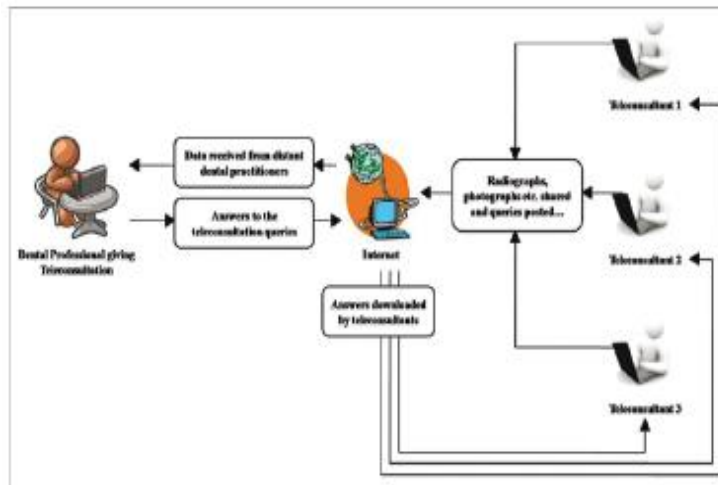 Teleconsultant 1
Data received from distant
dental practitioners
Radiographs,
photographs etc. shared
and queries posted...
Answers to the
teleconsultation queries
Dental Professional giving
Teleconsultation
Internet
Teleconsultant 2
Answers downloaded
by teleconsultants
Teleconsultant 3